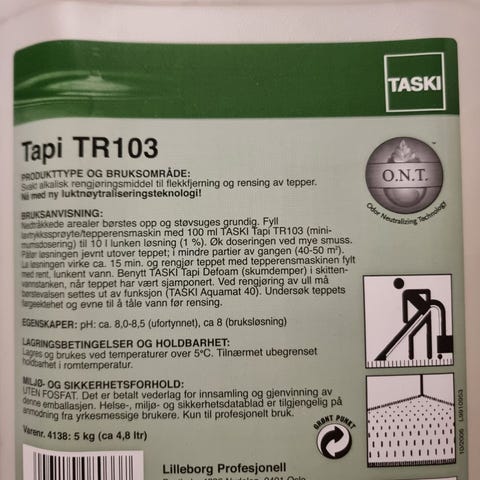 TASKI
Tapi TR103
PRODUKTTYPE OG BRUKSOMRÅDE:
Svakt alkalisk rengjøringsmiddel til flekkfjerning og rensing av tepper.
Nå med ny luktnøytraliseringsteknologi!
O.N.T.
Odor Neutralizing Technology
BRUKSANVISNING:
Nedtråkkede arealer børstes opp og støvsuges grundig. Fyll
lavtrykkssprøyte/tepperensmaskin med 100 ml TASKI Tapi TR103 (mini-
mumsdosering) til 10 l lunken løsning (1 %). Øk doseringen ved mye smuss.
Påfør løsningen jevnt utover teppet; i mindre partier av gangen (40-50 m²).
La løsningen virke ca. 15 min, og rengjør teppet med tepperensmaskinen fylt
med rent, lunkent vann. Benytt TASKI Tapi Defoam (skumdemper) i skitten-
vannstanken, når teppet har vært sjamponert. Ved rengjøring av ull må
børstevalsen settes ut av funksjon (TASKI Aquamat 40). Undersøk teppets
fargeekthet og evne til å tåle vann før rensing.
EGENSKAPER: pH: ca. 8,0-8,5 (ufortynnet), ca 8 (bruksløsning)
LAGRINGSBETINGELSER OG HOLDBARHET:
Lagres og brukes ved temperaturer over 5°C. Tilnærmet ubegrenset
holdbarhet i romtemperatur.
MILJØ- OG SIKKERHETSFORHOLD:
UTEN FOSFAT. Det er betalt vederlag for innsamling og gjenvinning av
denne emballasjen. Helse-, miljø- og sikkerhetsdatablad er tilgjengelig på
anmodning fra yrkesmessige brukere. Kun til profesjonelt bruk.
Varenr. 4138: 5 kg (ca 4,8 ltr)
GRØNT PUNKT
10/2006
Lilleborg Profesjonell